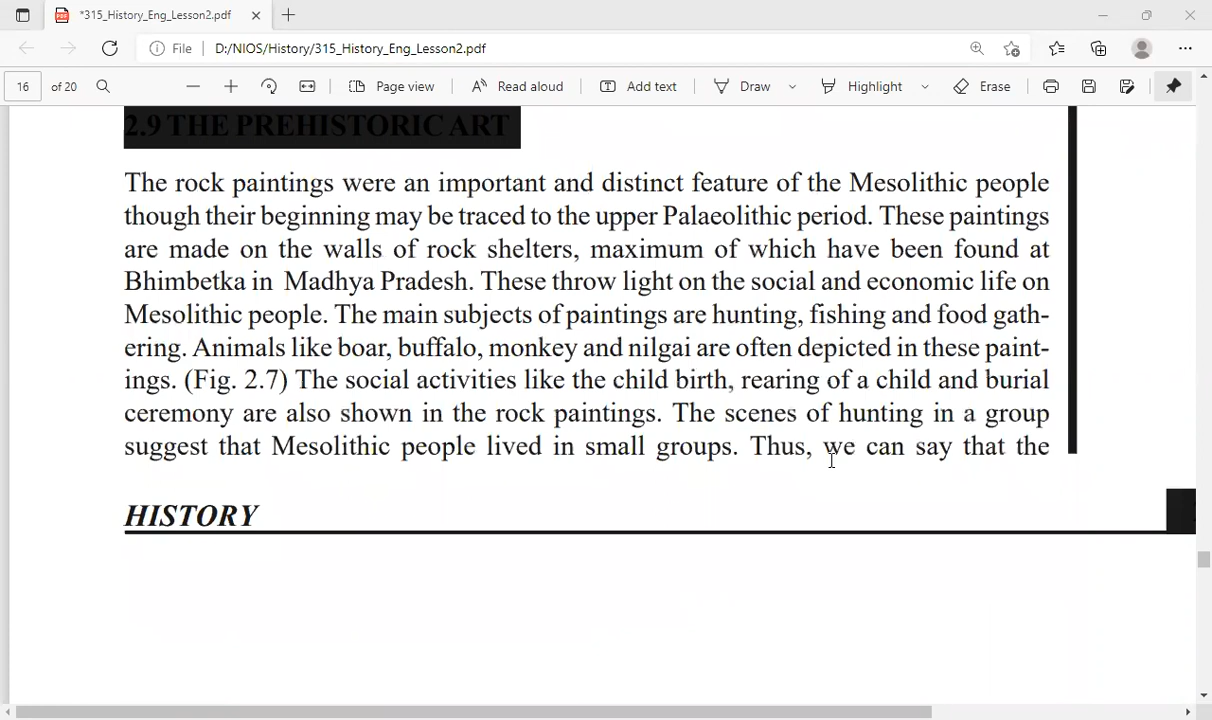 *315_History_Eng_Lesson2.pdf
File D:/NIOS/History/315_History_Eng_Lesson2.pdf
16 of 20 Page view Read aloud Add text Draw Highlight Erase
2.9 THE PREHISTORIC ART
The rock paintings were an important and distinct feature of the Mesolithic people
though their beginning may be traced to the upper Palaeolithic period. These paintings
are made on the walls of rock shelters, maximum of which have been found at
Bhimbetka in Madhya Pradesh. These throw light on the social and economic life on
Mesolithic people. The main subjects of paintings are hunting, fishing and food gath-
ering. Animals like boar, buffalo, monkey and nilgai are often depicted in these paint-
ings. (Fig. 2.7) The social activities like the child birth, rearing of a child and burial
ceremony are also shown in the rock paintings. The scenes of hunting in a group
suggest that Mesolithic people lived in small groups. Thus, we can say that the
HISTORY